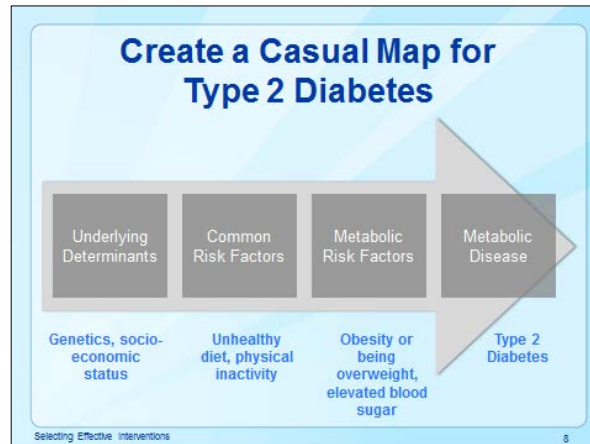 Create a Casual Map for
Type 2 Diabetes
Underlying
Determinants
Common
Risk Factors
Metabolic
Risk Factors
Metabolic
Disease
Genetics, socio-
economic
status
Unhealthy
diet, physical
inactivity
Obesity or
being
overweight,
elevated blood
sugar
Type 2
Diabetes
Selecting Effective Interventions
8